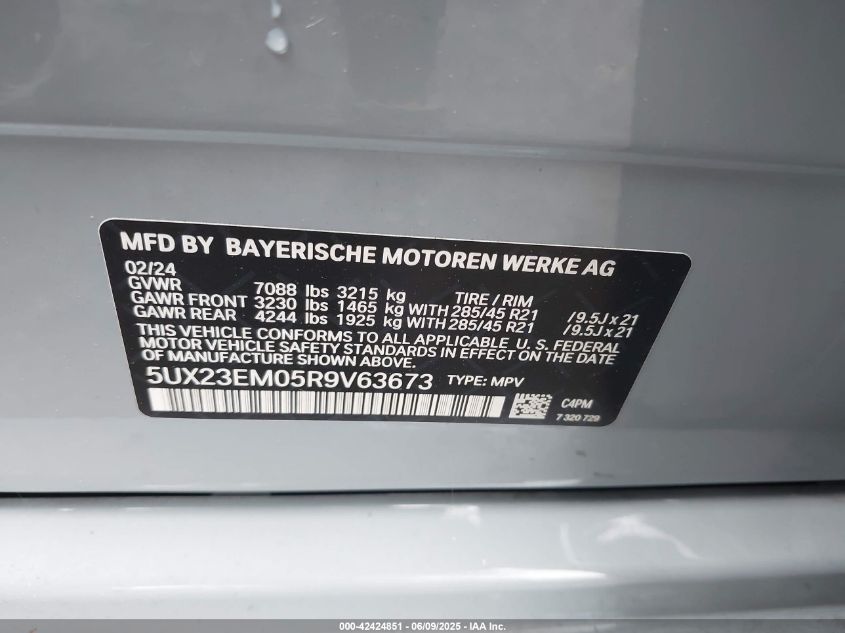 MFD BY BAYERISCHE MOTOREN WERKE AG
02/24
GVWR 7088 lbs 3215 kg TIRE / RIM
GAWR FRONT 3230 lbs 1465 kg WITH 285/45 R21 /9.5J x 21
GAWR REAR 4244 lbs 1925 kg WITH 285/45 R21 /9.5J x 21
THIS VEHICLE CONFORMS TO ALL APPLICABLE U. S. FEDERAL
MOTOR VEHICLE SAFETY STANDARDS IN EFFECT ON THE DATE
OF MANUFACTURE SHOWN ABOVE.
5UX23EM05R9V63673 TYPE: MPV
C4PM
7 320 729
000-42424851 - 06/09/2025 - IAA Inc.